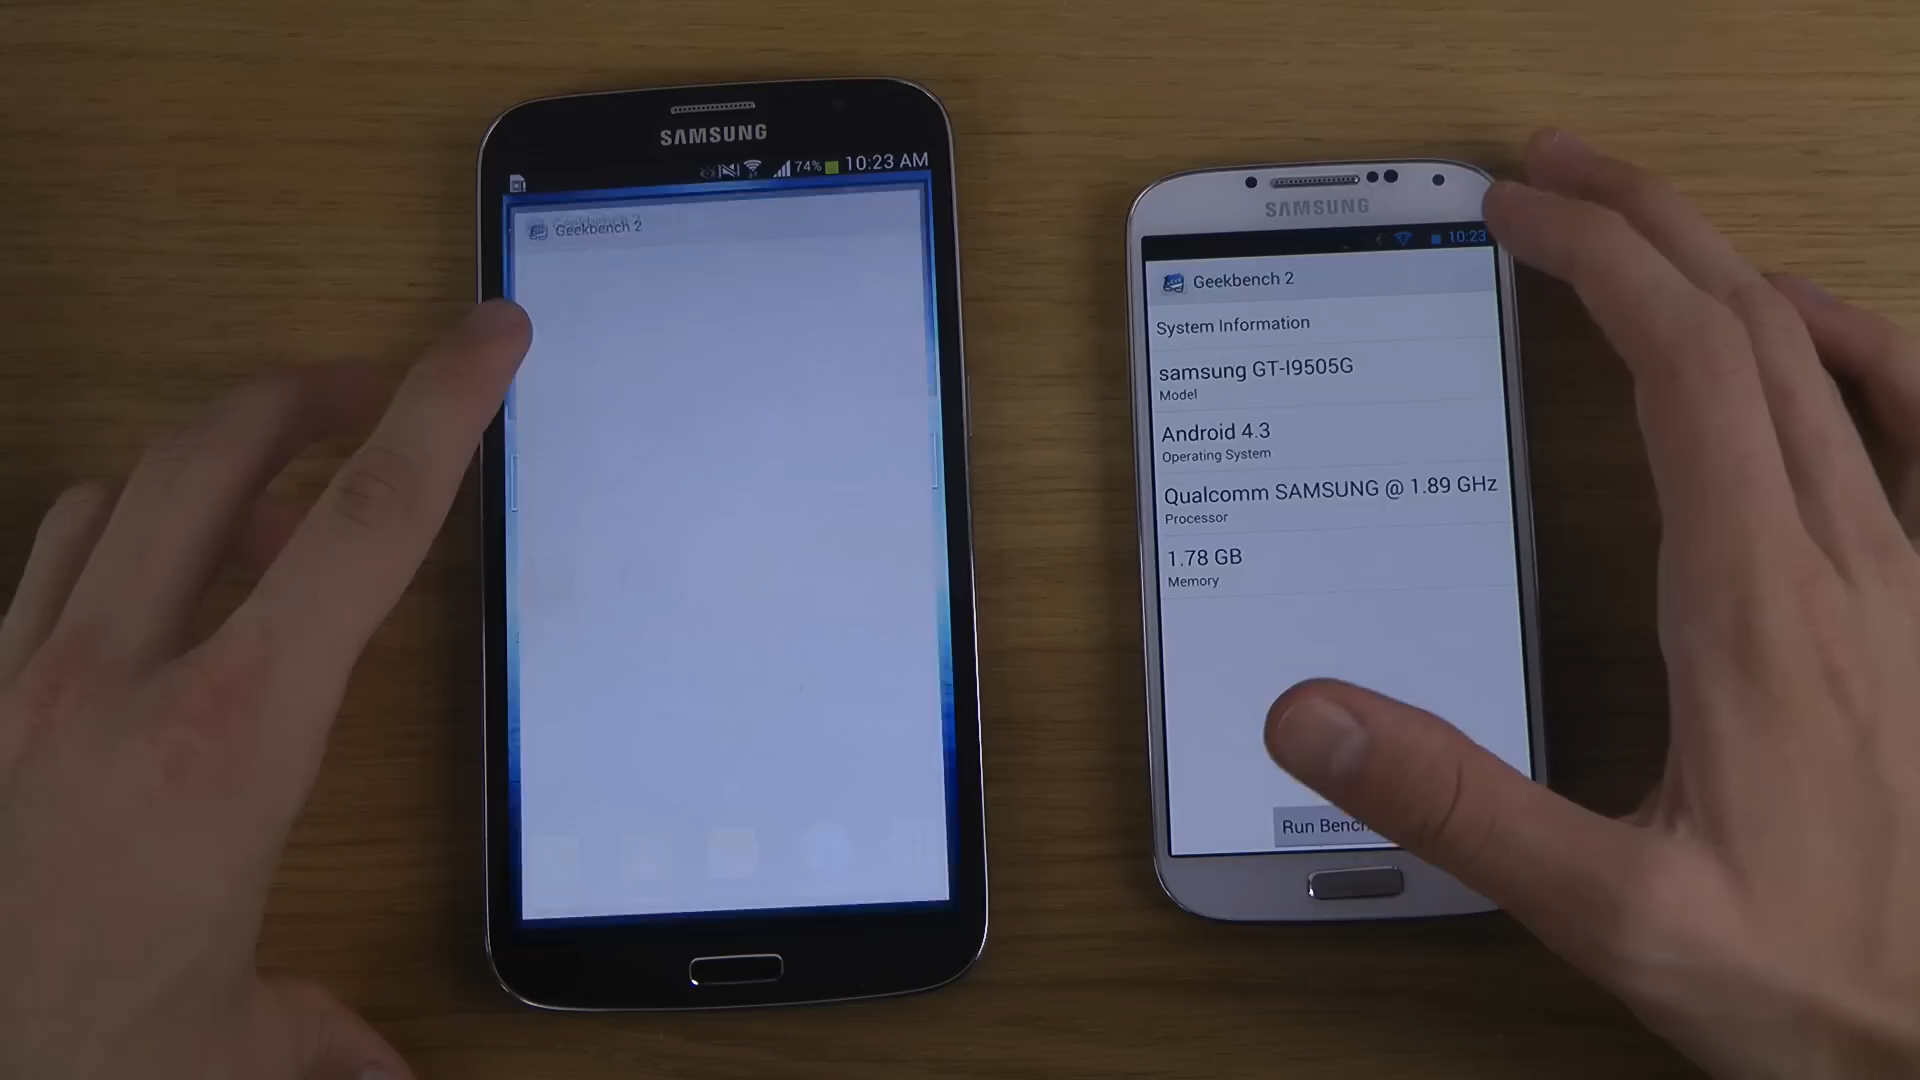 SAMSUNG
74% 10:23 AM
Geekbench 2
SAMSUNG
10:23
Geekbench 2
System Information
samsung GT-I9505G
Model
Android 4.3
Operating System
Qualcomm SAMSUNG @ 1.89 GHz
Processor
1.78 GB
Memory
Run Bench